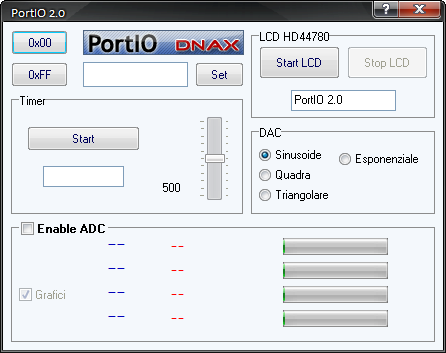 PortIO 2.0
0x00
PortIO DNAX
0xFF
Set
LCD HD44780
Start LCD
Stop LCD
PortIO 2.0
Timer
Start
500
DAC
Sinusoide
Esponenziale
Quadra
Triangolare
Enable ADC
-- --
-- --
Grafici
-- --
-- --